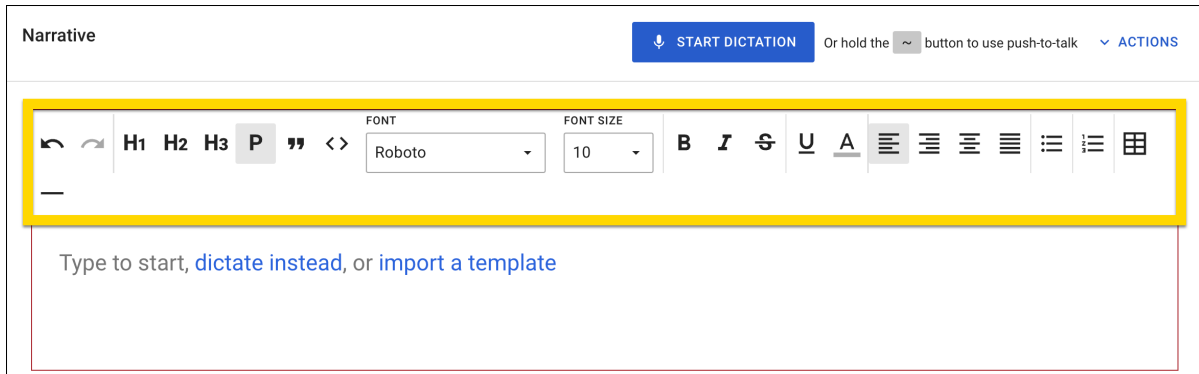 Narrative
START DICTATION Or hold the ~ button to use push-to-talk ACTIONS
FONT FONT SIZE
H1 H2 H3 P " <> Roboto 10 B I S U A
Type to start, dictate instead, or import a template